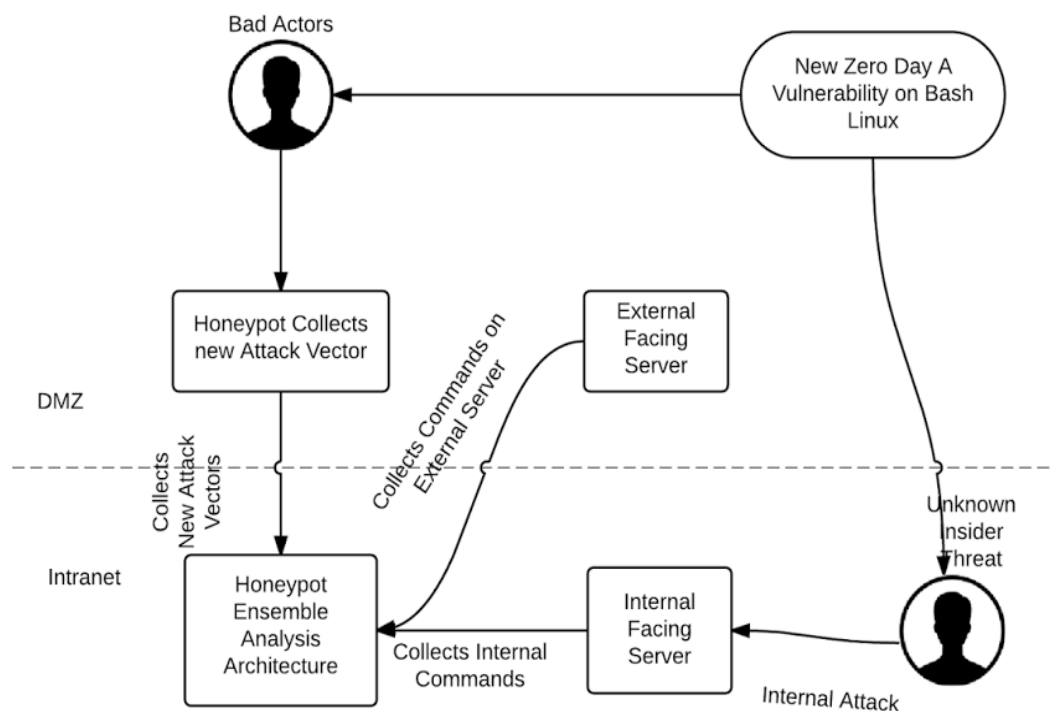 Bad Actors
New Zero Day A
Vulnerability on Bash
Linux
Honeypot Collects
new Attack Vector
External
Facing
Server
Collects Commands on
External Server
DMZ
Collects
New Attack
Vectors
Unknown
Insider
Threat
Intranet
Honeypot
Ensemble
Analysis
Architecture
Internal
Facing
Server
Collects Internal
Commands
Internal Attack